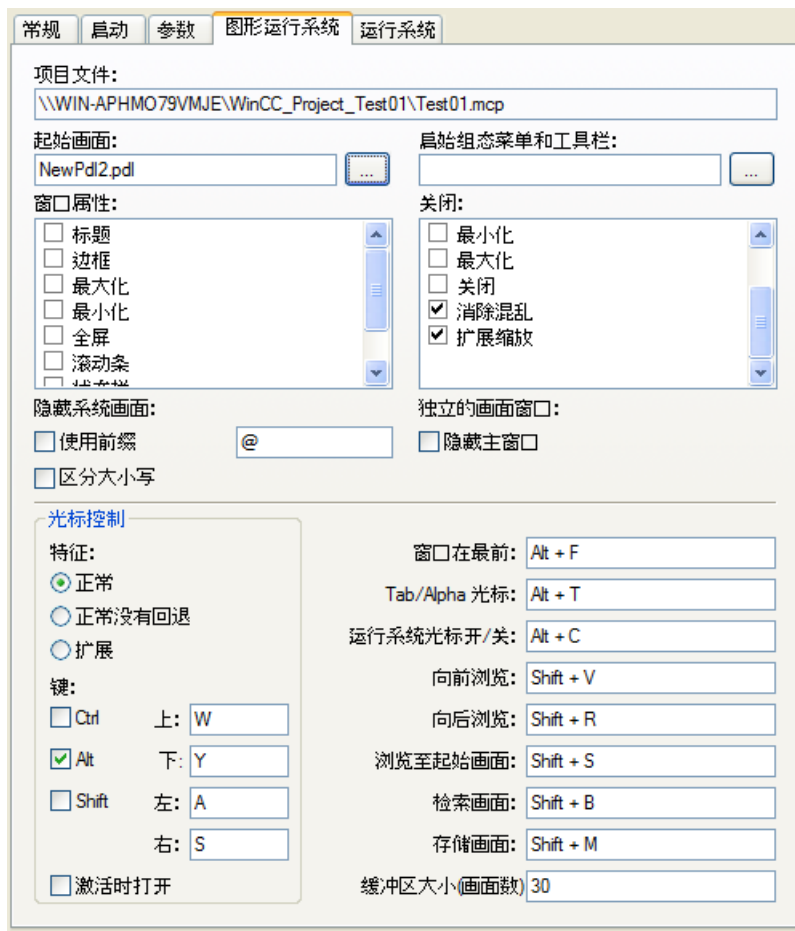 常规 启动 参数 图形运行系统 运行系统
项目文件:
\\WIN-APHMO79VMJE\WinCC_Project_Test01\Test01.mcp
起始画面: 启始组态菜单和工具栏:
NewPdl2.pdl ... ...
窗口属性: 关闭:
标题 最小化
边框 最大化
最大化 关闭
最小化 消除混乱
全屏 扩展缩放
滚动条
隐藏系统画面: 独立的画面窗口:
使用前缀 @ 隐藏主窗口
区分大小写
光标控制
特征:
正常
正常没有回退
扩展
键:
Ctrl 上: W
Alt 下: Y
Shift 左: A
右: S
激活时打开
窗口在最前: Alt + F
Tab/Alpha 光标: Alt + T
运行系统光标开/关: Alt + C
向前浏览: Shift + V
向后浏览: Shift + R
浏览至起始画面: Shift + S
检索画面: Shift + B
存储画面: Shift + M
缓冲区大小(画面数) 30